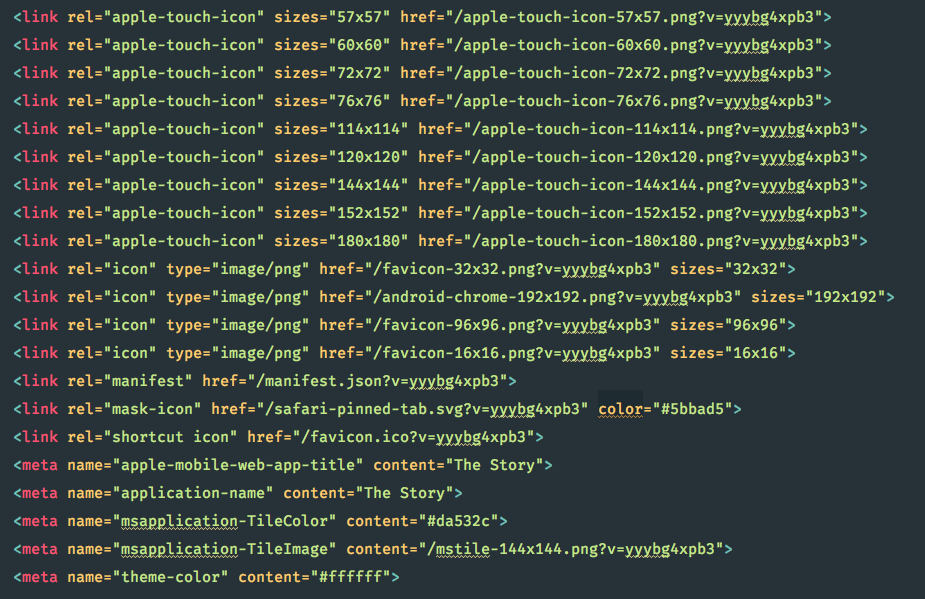 <link rel="apple-touch-icon" sizes="57x57" href="/apple-touch-icon-57x57.png?v=yyybg4xpb3">
<link rel="apple-touch-icon" sizes="60x60" href="/apple-touch-icon-60x60.png?v=yyybg4xpb3">
<link rel="apple-touch-icon" sizes="72x72" href="/apple-touch-icon-72x72.png?v=yyybg4xpb3">
<link rel="apple-touch-icon" sizes="76x76" href="/apple-touch-icon-76x76.png?v=yyybg4xpb3">
<link rel="apple-touch-icon" sizes="114x114" href="/apple-touch-icon-114x114.png?v=yyybg4xpb3">
<link rel="apple-touch-icon" sizes="120x120" href="/apple-touch-icon-120x120.png?v=yyybg4xpb3">
<link rel="apple-touch-icon" sizes="144x144" href="/apple-touch-icon-144x144.png?v=yyybg4xpb3">
<link rel="apple-touch-icon" sizes="152x152" href="/apple-touch-icon-152x152.png?v=yyybg4xpb3">
<link rel="apple-touch-icon" sizes="180x180" href="/apple-touch-icon-180x180.png?v=yyybg4xpb3">
<link rel="icon" type="image/png" href="/favicon-32x32.png?v=yyybg4xpb3" sizes="32x32">
<link rel="icon" type="image/png" href="/android-chrome-192x192.png?v=yyybg4xpb3" sizes="192x192">
<link rel="icon" type="image/png" href="/favicon-96x96.png?v=yyybg4xpb3" sizes="96x96">
<link rel="icon" type="image/png" href="/favicon-16x16.png?v=yyybg4xpb3" sizes="16x16">
<link rel="manifest" href="/manifest.json?v=yyybg4xpb3">
<link rel="mask-icon" href="/safari-pinned-tab.svg?v=yyybg4xpb3" color="#5bbad5">
<link rel="shortcut icon" href="/favicon.ico?v=yyybg4xpb3">
<meta name="apple-mobile-web-app-title" content="The Story">
<meta name="application-name" content="The Story">
<meta name="msapplication-TileColor" content="#da532c">
<meta name="msapplication-TileImage" content="/mstile-144x144.png?v=yyybg4xpb3">
<meta name="theme-color" content="#ffffff">